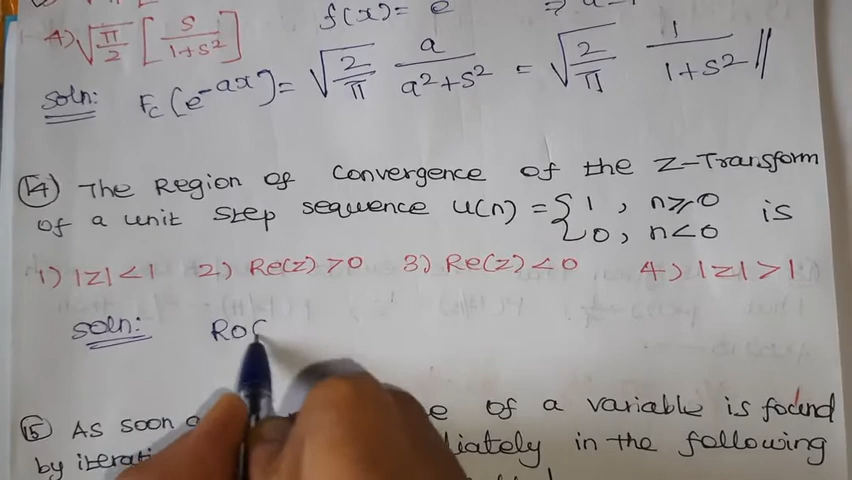 f(x) = e
4) √π/2 [s/1+s²]
Soln: Fc(e^-ax) = √2/π a/a²+s² = √2/π 1/1+s² //
14) The Region of convergence of the Z-Transform
of a unit step sequence u(n) = { 1, n≥0 is
0, n<0
1) |z|<1 2) Re(z)>0 3) Re(z)<0 4) |z|>1
Soln: ROC
15) As soon of a variable is found
by in the following